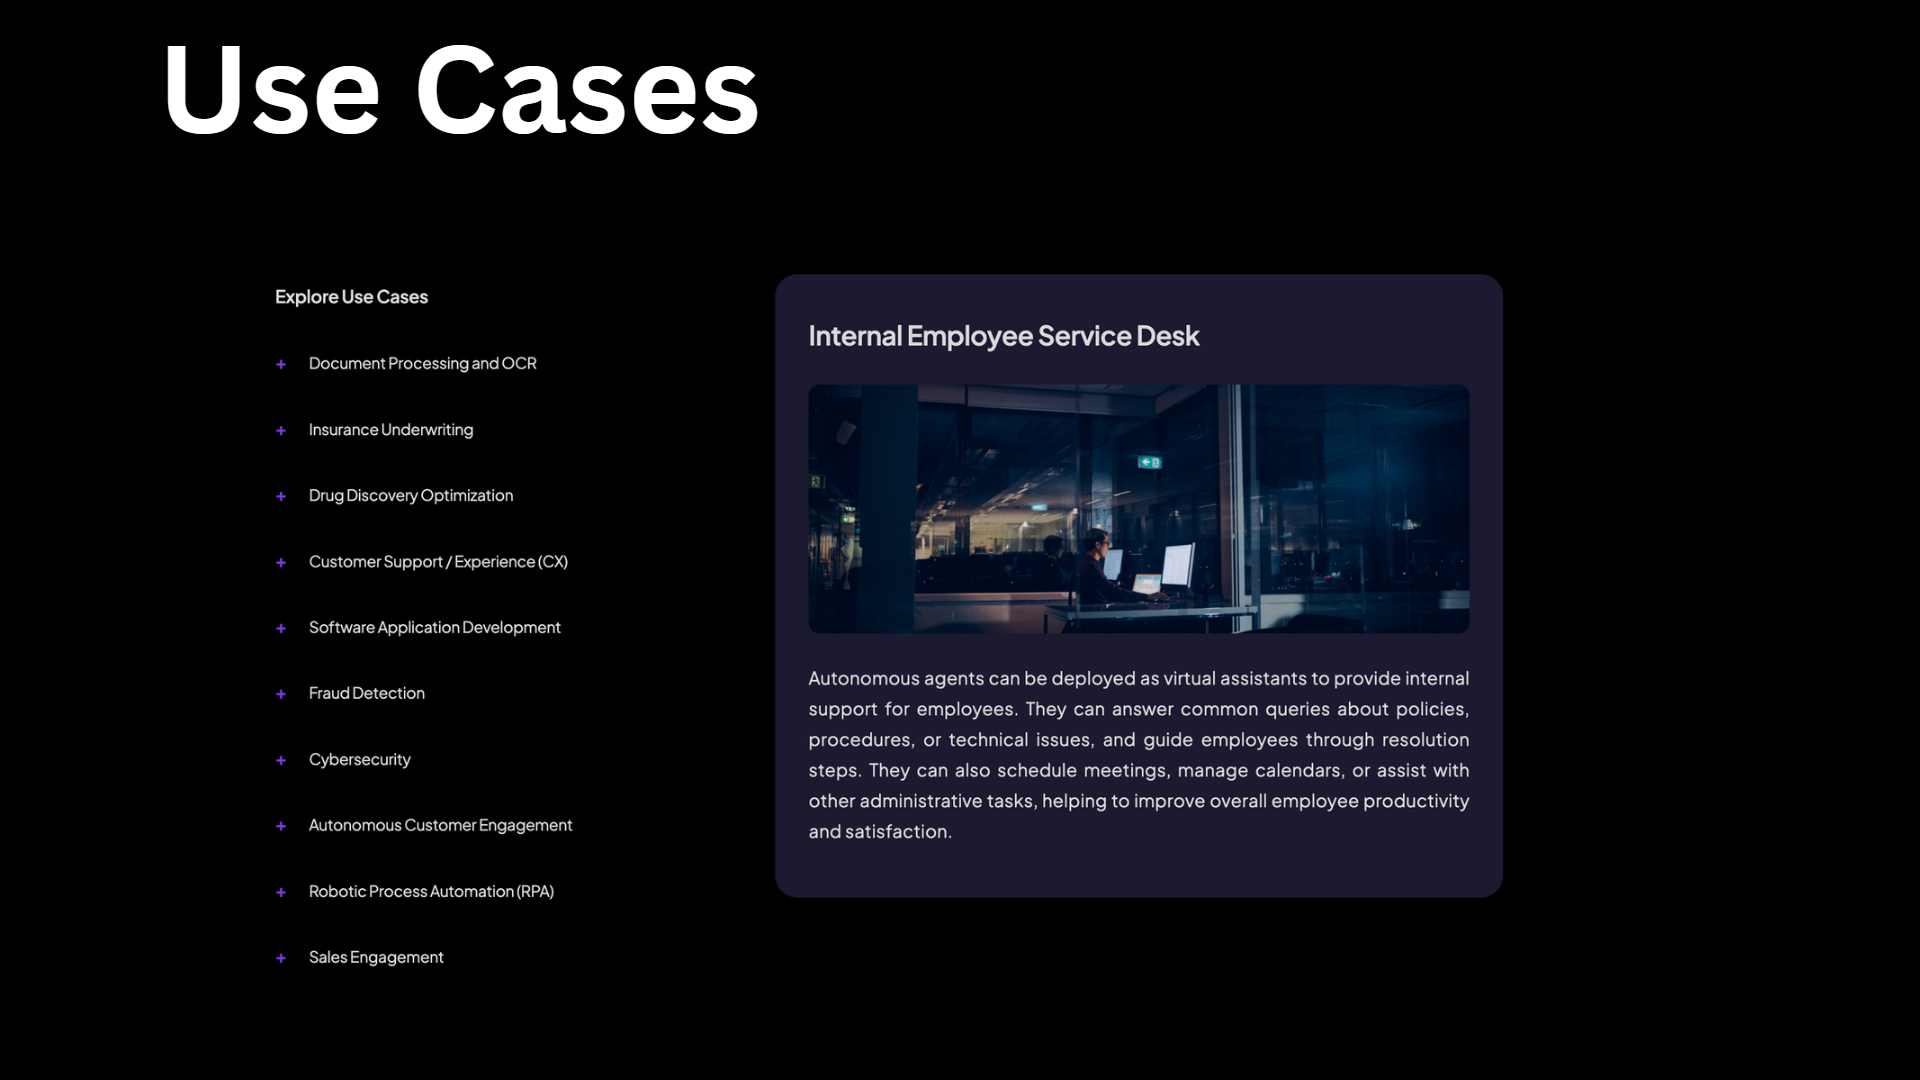 Use Cases
Explore Use Cases
+ Document Processing and OCR
+ Insurance Underwriting
+ Drug Discovery Optimization
+ Customer Support / Experience (CX)
+ Software Application Development
+ Fraud Detection
+ Cybersecurity
+ Autonomous Customer Engagement
+ Robotic Process Automation (RPA)
+ Sales Engagement
Internal Employee Service Desk
Autonomous agents can be deployed as virtual assistants to provide internal
support for employees. They can answer common queries about policies,
procedures, or technical issues, and guide employees through resolution
steps. They can also schedule meetings, manage calendars, or assist with
other administrative tasks, helping to improve overall employee productivity
and satisfaction.